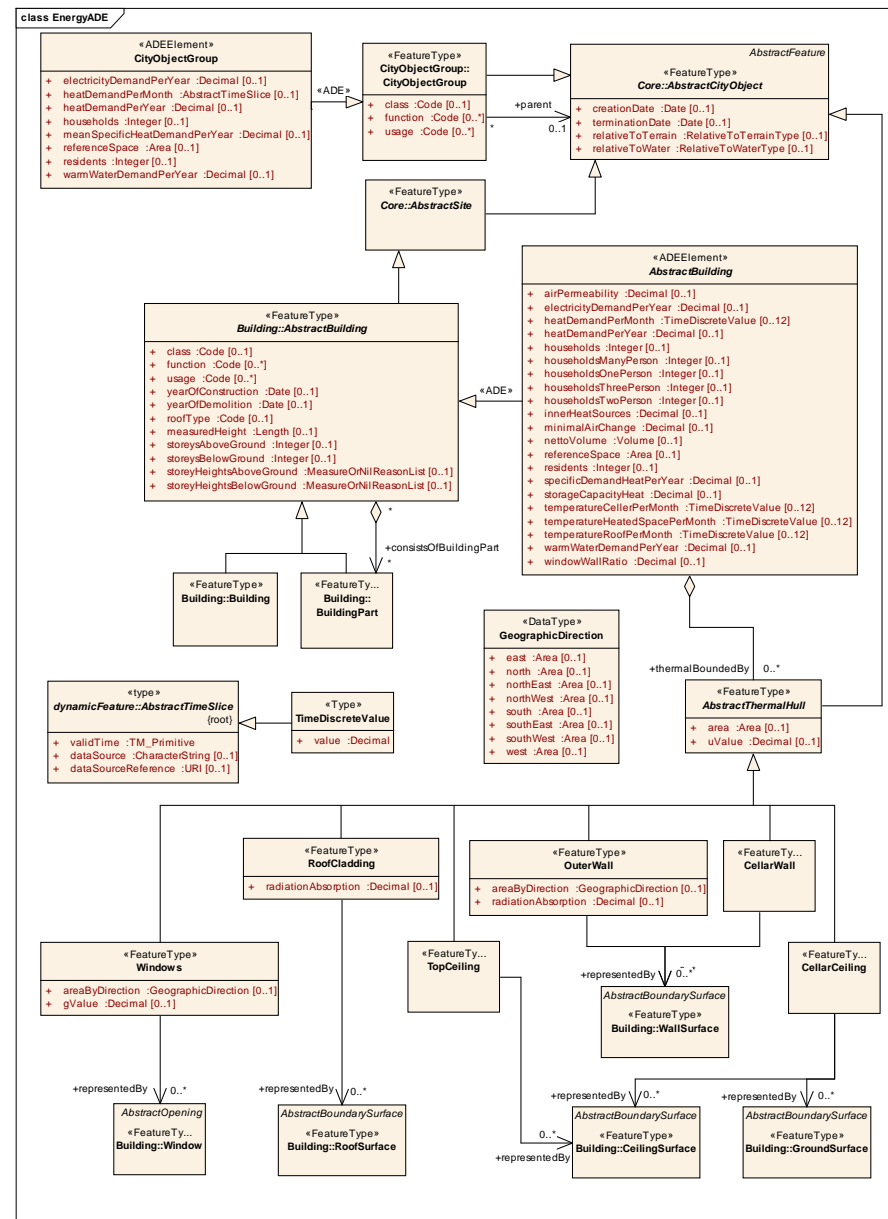 class EnergyADE
«ADEElement»
CityObjectGroup
+ electricityDemandPerYear :Decimal [0..1]
+ heatDemandPerMonth :AbstractTimeSlice [0..1]
+ heatDemandPerYear :Decimal [0..1]
+ households :Integer [0..1]
+ meanSpecificHeatDemandPerYear :Decimal [0..1]
+ referenceSpace :Area [0..1]
+ residents :Integer [0..1]
+ warmWaterDemandPerYear :Decimal [0..1]
«ADE»
«FeatureType»
CityObjectGroup::
CityObjectGroup
+ class :Code [0..1]
+ function :Code [0..*]
+ usage :Code [0..*]
+parent
*
0..1
AbstractFeature
«FeatureType»
Core::AbstractCityObject
+ creationDate :Date [0..1]
+ terminationDate :Date [0..1]
+ relativeToTerrain :RelativeToTerrainType [0..1]
+ relativeToWater :RelativeToWaterType [0..1]
«FeatureType»
Core::AbstractSite
«FeatureType»
Building::AbstractBuilding
+ class :Code [0..1]
+ function :Code [0..*]
+ usage :Code [0..*]
+ yearOfConstruction :Date [0..1]
+ yearOfDemolition :Date [0..1]
+ roofType :Code [0..1]
+ measuredHeight :Length [0..1]
+ storeysAboveGround :Integer [0..1]
+ storeysBelowGround :Integer [0..1]
+ storeyHeightsAboveGround :MeasureOrNilReasonList [0..1]
+ storeyHeightsBelowGround :MeasureOrNilReasonList [0..1]
«ADE»
«ADEElement»
AbstractBuilding
+ airPermeability :Decimal [0..1]
+ electricityDemandPerYear :Decimal [0..1]
+ heatDemandPerMonth :TimeDiscreteValue [0..12]
+ heatDemandPerYear :Decimal [0..1]
+ households :Integer [0..1]
+ householdsManyPerson :Integer [0..1]
+ householdsOnePerson :Integer [0..1]
+ householdsThreePerson :Integer [0..1]
+ householdsTwoPerson :Integer [0..1]
+ innerHeatSources :Decimal [0..1]
+ minimalAirChange :Decimal [0..1]
+ nettoVolume :Volume [0..1]
+ referenceSpace :Area [0..1]
+ residents :Integer [0..1]
+ specificDemandHeatPerYear :Decimal [0..1]
+ storageCapacityHeat :Decimal [0..1]
+ temperatureCellerPerMonth :TimeDiscreteValue [0..12]
+ temperatureHeatedSpacePerMonth :TimeDiscreteValue [0..12]
+ temperatureRoofPerMonth :TimeDiscreteValue [0..12]
+ warmWaterDemandPerYear :Decimal [0..1]
+ windowWallRatio :Decimal [0..1]
*
+consistsOfBuildingPart
*
«FeatureType»
Building::Building
«FeatureTy...
Building::
BuildingPart
«DataType»
GeographicDirection
+ east :Area [0..1]
+ north :Area [0..1]
+ northEast :Area [0..1]
+ northWest :Area [0..1]
+ south :Area [0..1]
+ southEast :Area [0..1]
+ southWest :Area [0..1]
+ west :Area [0..1]
+thermalBoundedBy 0..*
«FeatureType»
AbstractThermalHull
+ area :Area [0..1]
+ uValue :Decimal [0..1]
«type»
dynamicFeature::AbstractTimeSlice
{root}
+ validTime :TM_Primitive
+ dataSource :CharacterString [0..1]
+ dataSourceReference :URI [0..1]
«Type»
TimeDiscreteValue
+ value :Decimal
«FeatureType»
RoofCladding
+ radiationAbsorption :Decimal [0..1]
«FeatureType»
OuterWall
+ areaByDirection :GeographicDirection [0..1]
+ radiationAbsorption :Decimal [0..1]
«FeatureTy...
CellarWall
«FeatureType»
Windows
+ areaByDirection :GeographicDirection [0..1]
+ gValue :Decimal [0..1]
«FeatureTy...
TopCeiling
«FeatureTy...
CellarCeiling
+representedBy 0..*
AbstractBoundarySurface
«FeatureType»
Building::WallSurface
+representedBy 0..*
AbstractOpening
«FeatureTy...
Building::Window
+representedBy 0..*
AbstractBoundarySurface
«FeatureType»
Building::RoofSurface
+representedBy 0..*
0..*
+representedBy
AbstractBoundarySurface
«FeatureType»
Building::CeilingSurface
+representedBy 0..*
AbstractBoundarySurface
«FeatureType»
Building::GroundSurface